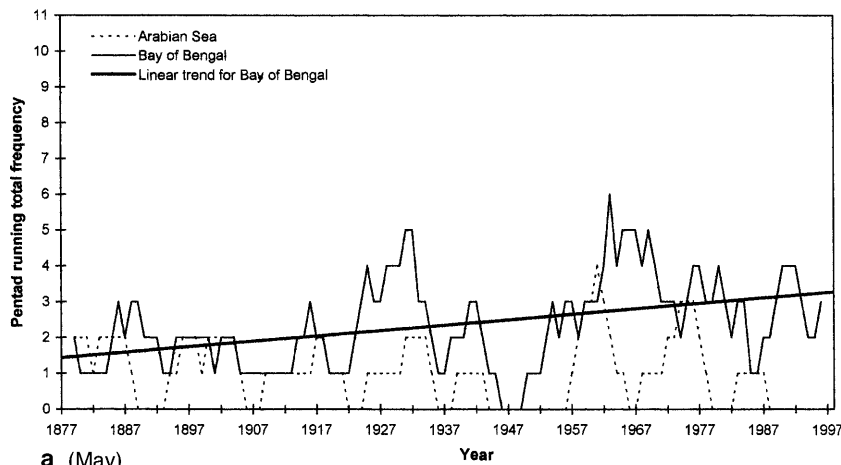 11
10
9
8
7
6
5
4
3
2
1
0
Pentad running total frequency
Arabian Sea
Bay of Bengal
Linear trend for Bay of Bengal
1877 1887 1897 1907 1917 1927 1937 1947 1957 1967 1977 1987 1997
Year
a (May)